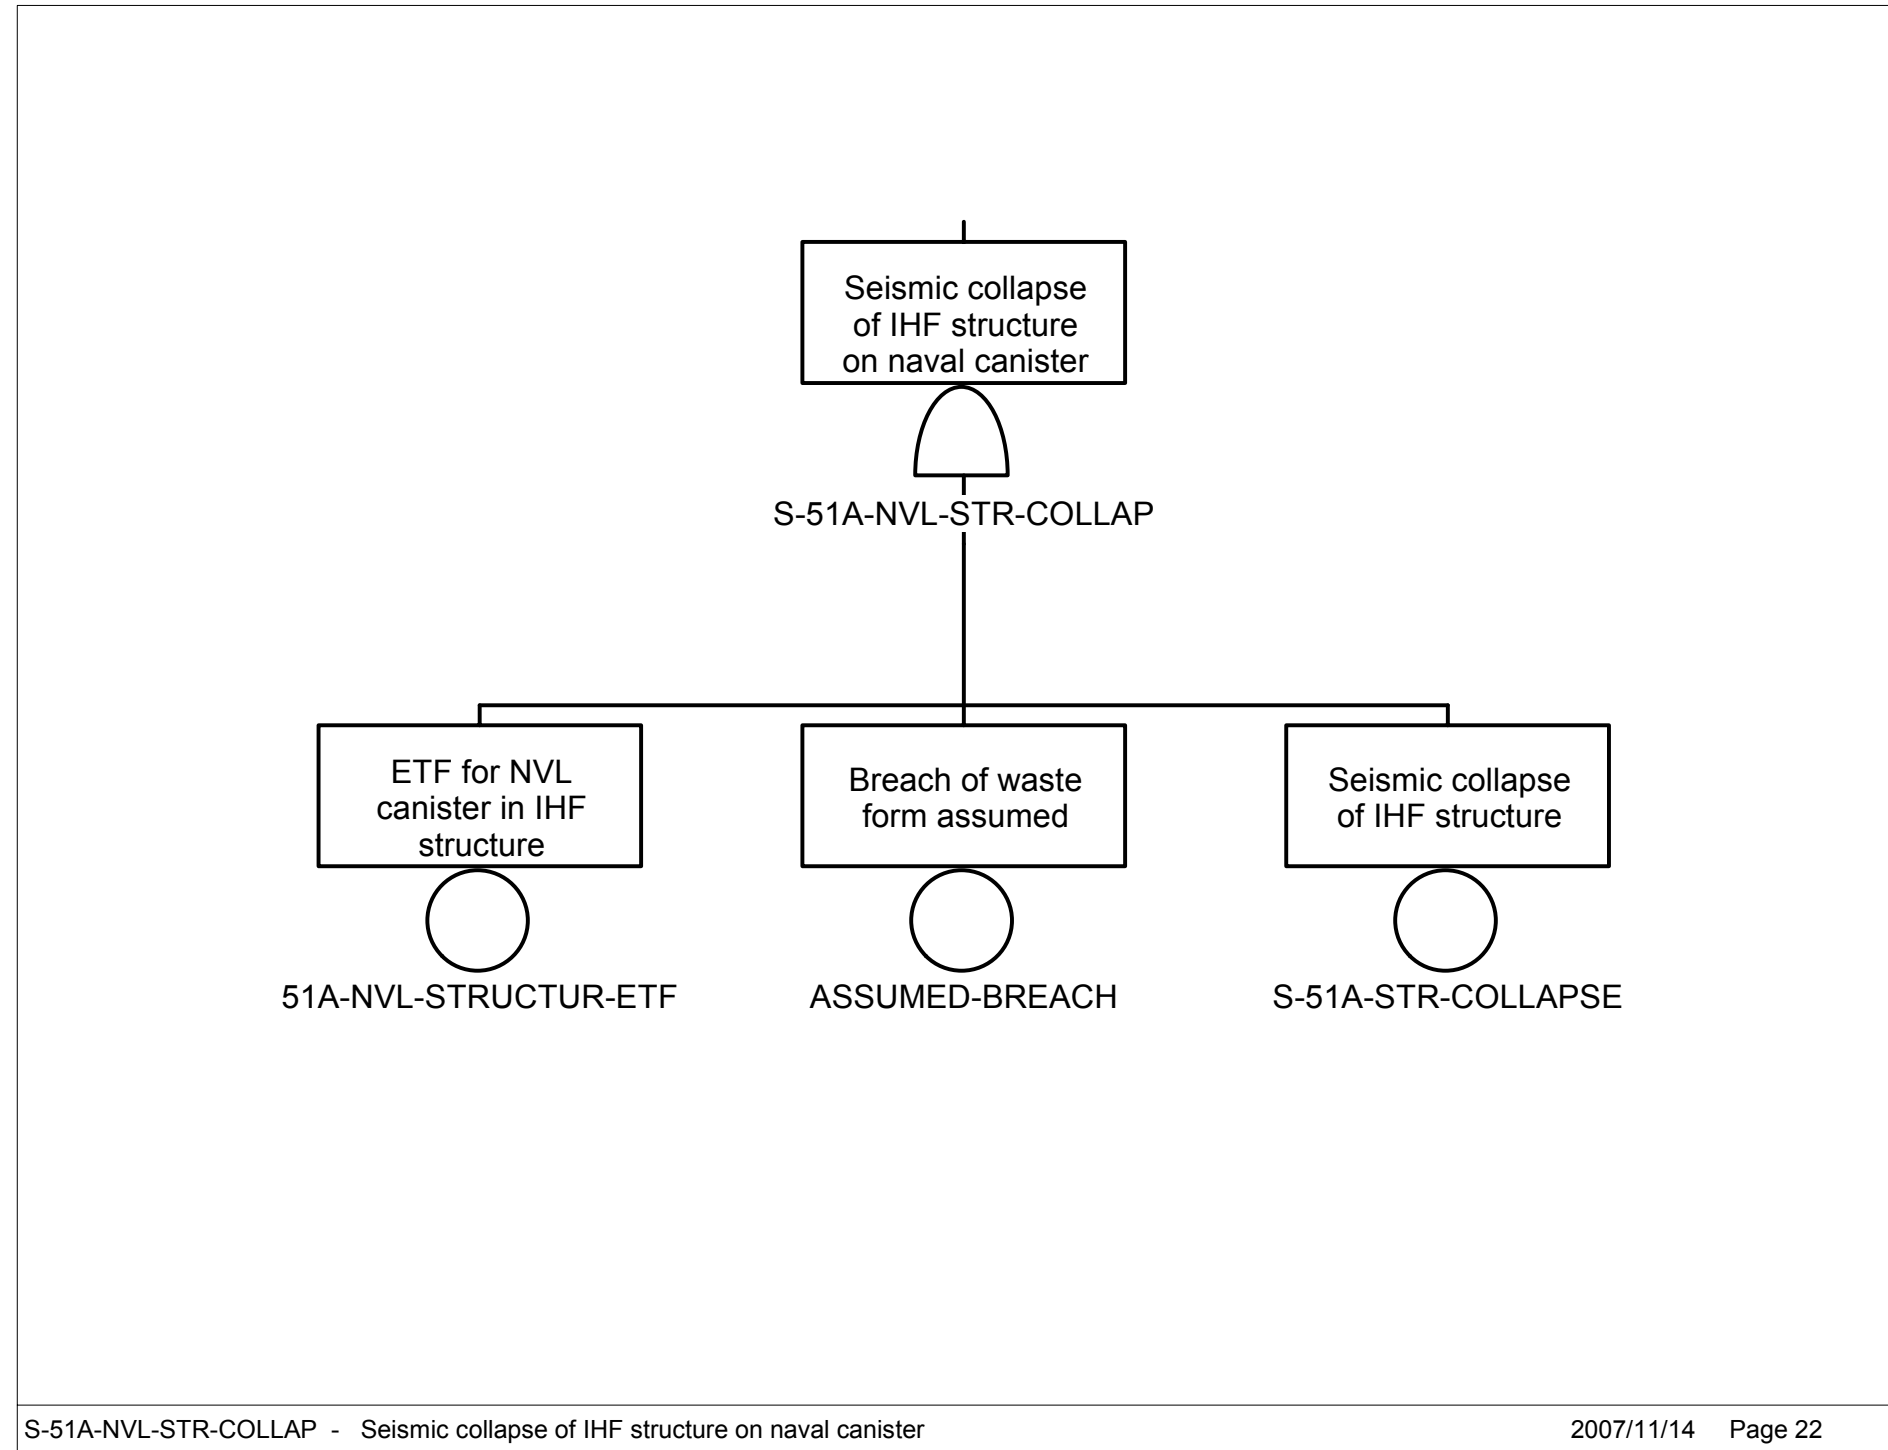 Seismic collapse
of IHF structure
on naval canister
S-51A-NVL-STR-COLLAP
ETF for NVL
canister in IHF
structure
51A-NVL-STRUCTUR-ETF
Breach of waste
form assumed
ASSUMED-BREACH
Seismic collapse
of IHF structure
S-51A-STR-COLLAPSE
S-51A-NVL-STR-COLLAP - Seismic collapse of IHF structure on naval canister 2007/11/14 Page 22